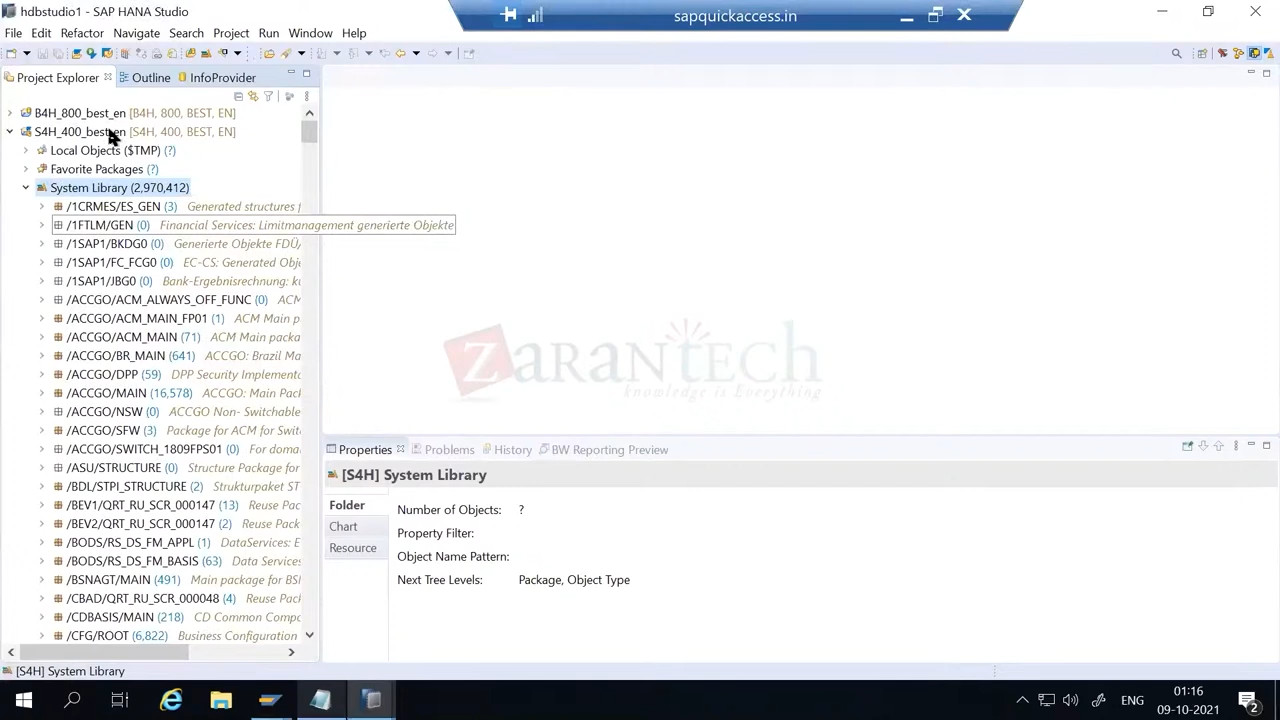 hdbstudio1 - SAP HANA Studio
sapquickaccess.in
File Edit Refactor Navigate Search Project Run Window Help
Project Explorer Outline InfoProvider
B4H_800_best_en [B4H, 800, BEST, EN]
S4H_400_best_en [S4H, 400, BEST, EN]
Local Objects ($TMP) (?)
Favorite Packages (?)
System Library (2,970,412)
/1CRMES/ES_GEN (3) Generated structures f
/1FTLM/GEN (0) Financial Services: Limitmanagement generierte Objekte
/1SAP1/BKDG0 (0) Generierte Objekte FDÜ/
/1SAP1/FC_FCG0 (0) EC-CS: Generated Obje
/1SAP1/JBG0 (0) Bank-Ergebnisrechnung: ku
/ACCGO/ACM_ALWAYS_OFF_FUNC (0) ACM
/ACCGO/ACM_MAIN_FP01 (1) ACM Main p
/ACCGO/ACM_MAIN (71) ACM Main packa
/ACCGO/BR_MAIN (641) ACCGO: Brazil Ma
/ACCGO/DPP (59) DPP Security Implementa
/ACCGO/MAIN (16,578) ACCGO: Main Pack
/ACCGO/NSW (0) ACCGO Non- Switchable
/ACCGO/SFW (3) Package for ACM for Swit
/ACCGO/SWITCH_1809FPS01 (0) For doma
/ASU/STRUCTURE (0) Structure Package for
/BDL/STPI_STRUCTURE (2) Strukturpaket ST
/BEV1/QRT_RU_SCR_000147 (13) Reuse Pac
/BEV2/QRT_RU_SCR_000147 (2) Reuse Pack
/BODS/RS_DS_FM_APPL (1) DataServices: E
/BODS/RS_DS_FM_BASIS (63) Data Services
/BSNAGT/MAIN (491) Main package for BSN
/CBAD/QRT_RU_SCR_000048 (4) Reuse Pack
/CDBASIS/MAIN (218) CD Common Compo
/CFG/ROOT (6,822) Business Configuration
zarantech
knowledge is Everything
Properties Problems History BW Reporting Preview
[S4H] System Library
Folder
Chart
Resource
Number of Objects: ?
Property Filter:
Object Name Pattern:
Next Tree Levels: Package, Object Type
[S4H] System Library
ENG
01:16
09-10-2021
2